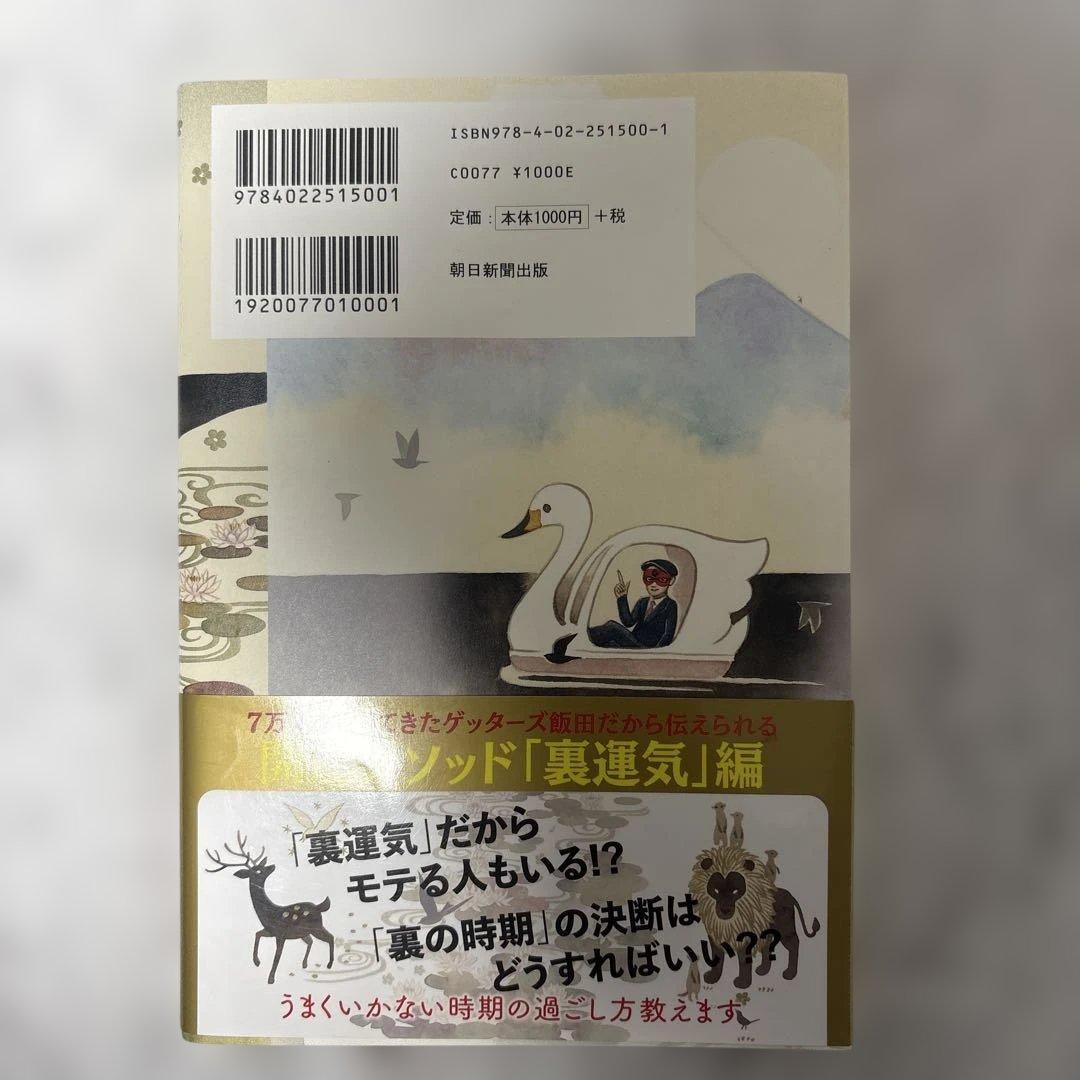 ISBN978-4-02-251500-1
C0077 ¥1000E
定価：本体1000円＋税
朝日新聞出版
9784022515001
1920077010001
7万 きたゲッターズ飯田だから伝えられる
ソッド「裏運気」編
「裏運気」だから
モテる人もいる!?
「裏の時期」の決断は
どうすればいい??
うまくいかない時期の過ごし方教えます